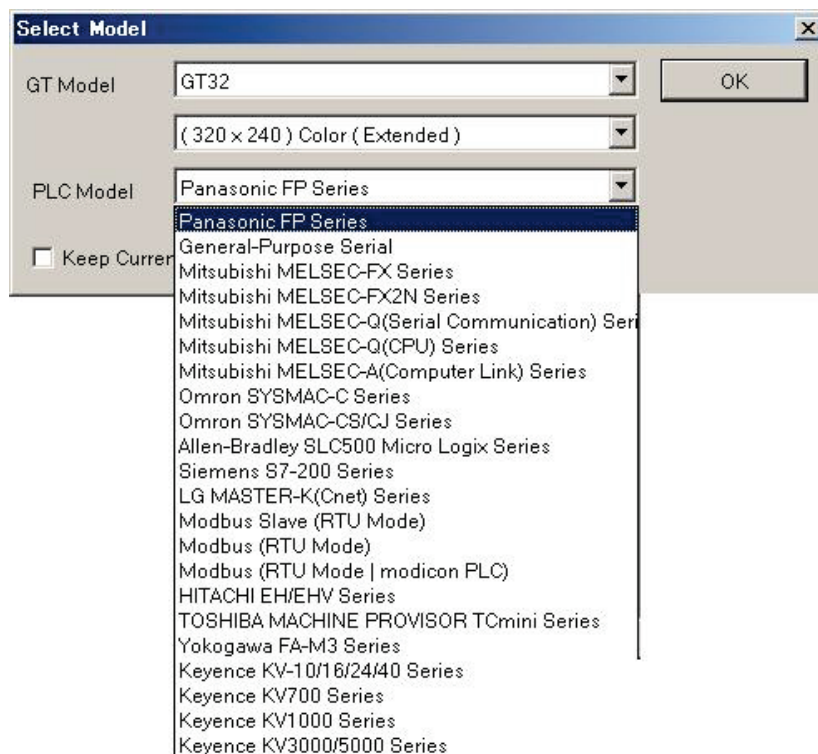 Select Model
GT Model
GT32
OK
( 320 x 240 ) Color ( Extended )
PLC Model
Panasonic FP Series
Keep Curren
Panasonic FP Series
General-Purpose Serial
Mitsubishi MELSEC-FX Series
Mitsubishi MELSEC-FX2N Series
Mitsubishi MELSEC-Q(Serial Communication) Seri
Mitsubishi MELSEC-Q(CPU) Series
Mitsubishi MELSEC-A(Computer Link) Series
Omron SYSMAC-C Series
Omron SYSMAC-CS/CJ Series
Allen-Bradley SLC500 Micro Logix Series
Siemens S7-200 Series
LG MASTER-K(Cnet) Series
Modbus Slave (RTU Mode)
Modbus (RTU Mode)
Modbus (RTU Mode | modicon PLC)
HITACHI EH/EHV Series
TOSHIBA MACHINE PROVISOR TCmini Series
Yokogawa FA-M3 Series
Keyence KV-10/16/24/40 Series
Keyence KV700 Series
Keyence KV1000 Series
Keyence KV3000/5000 Series